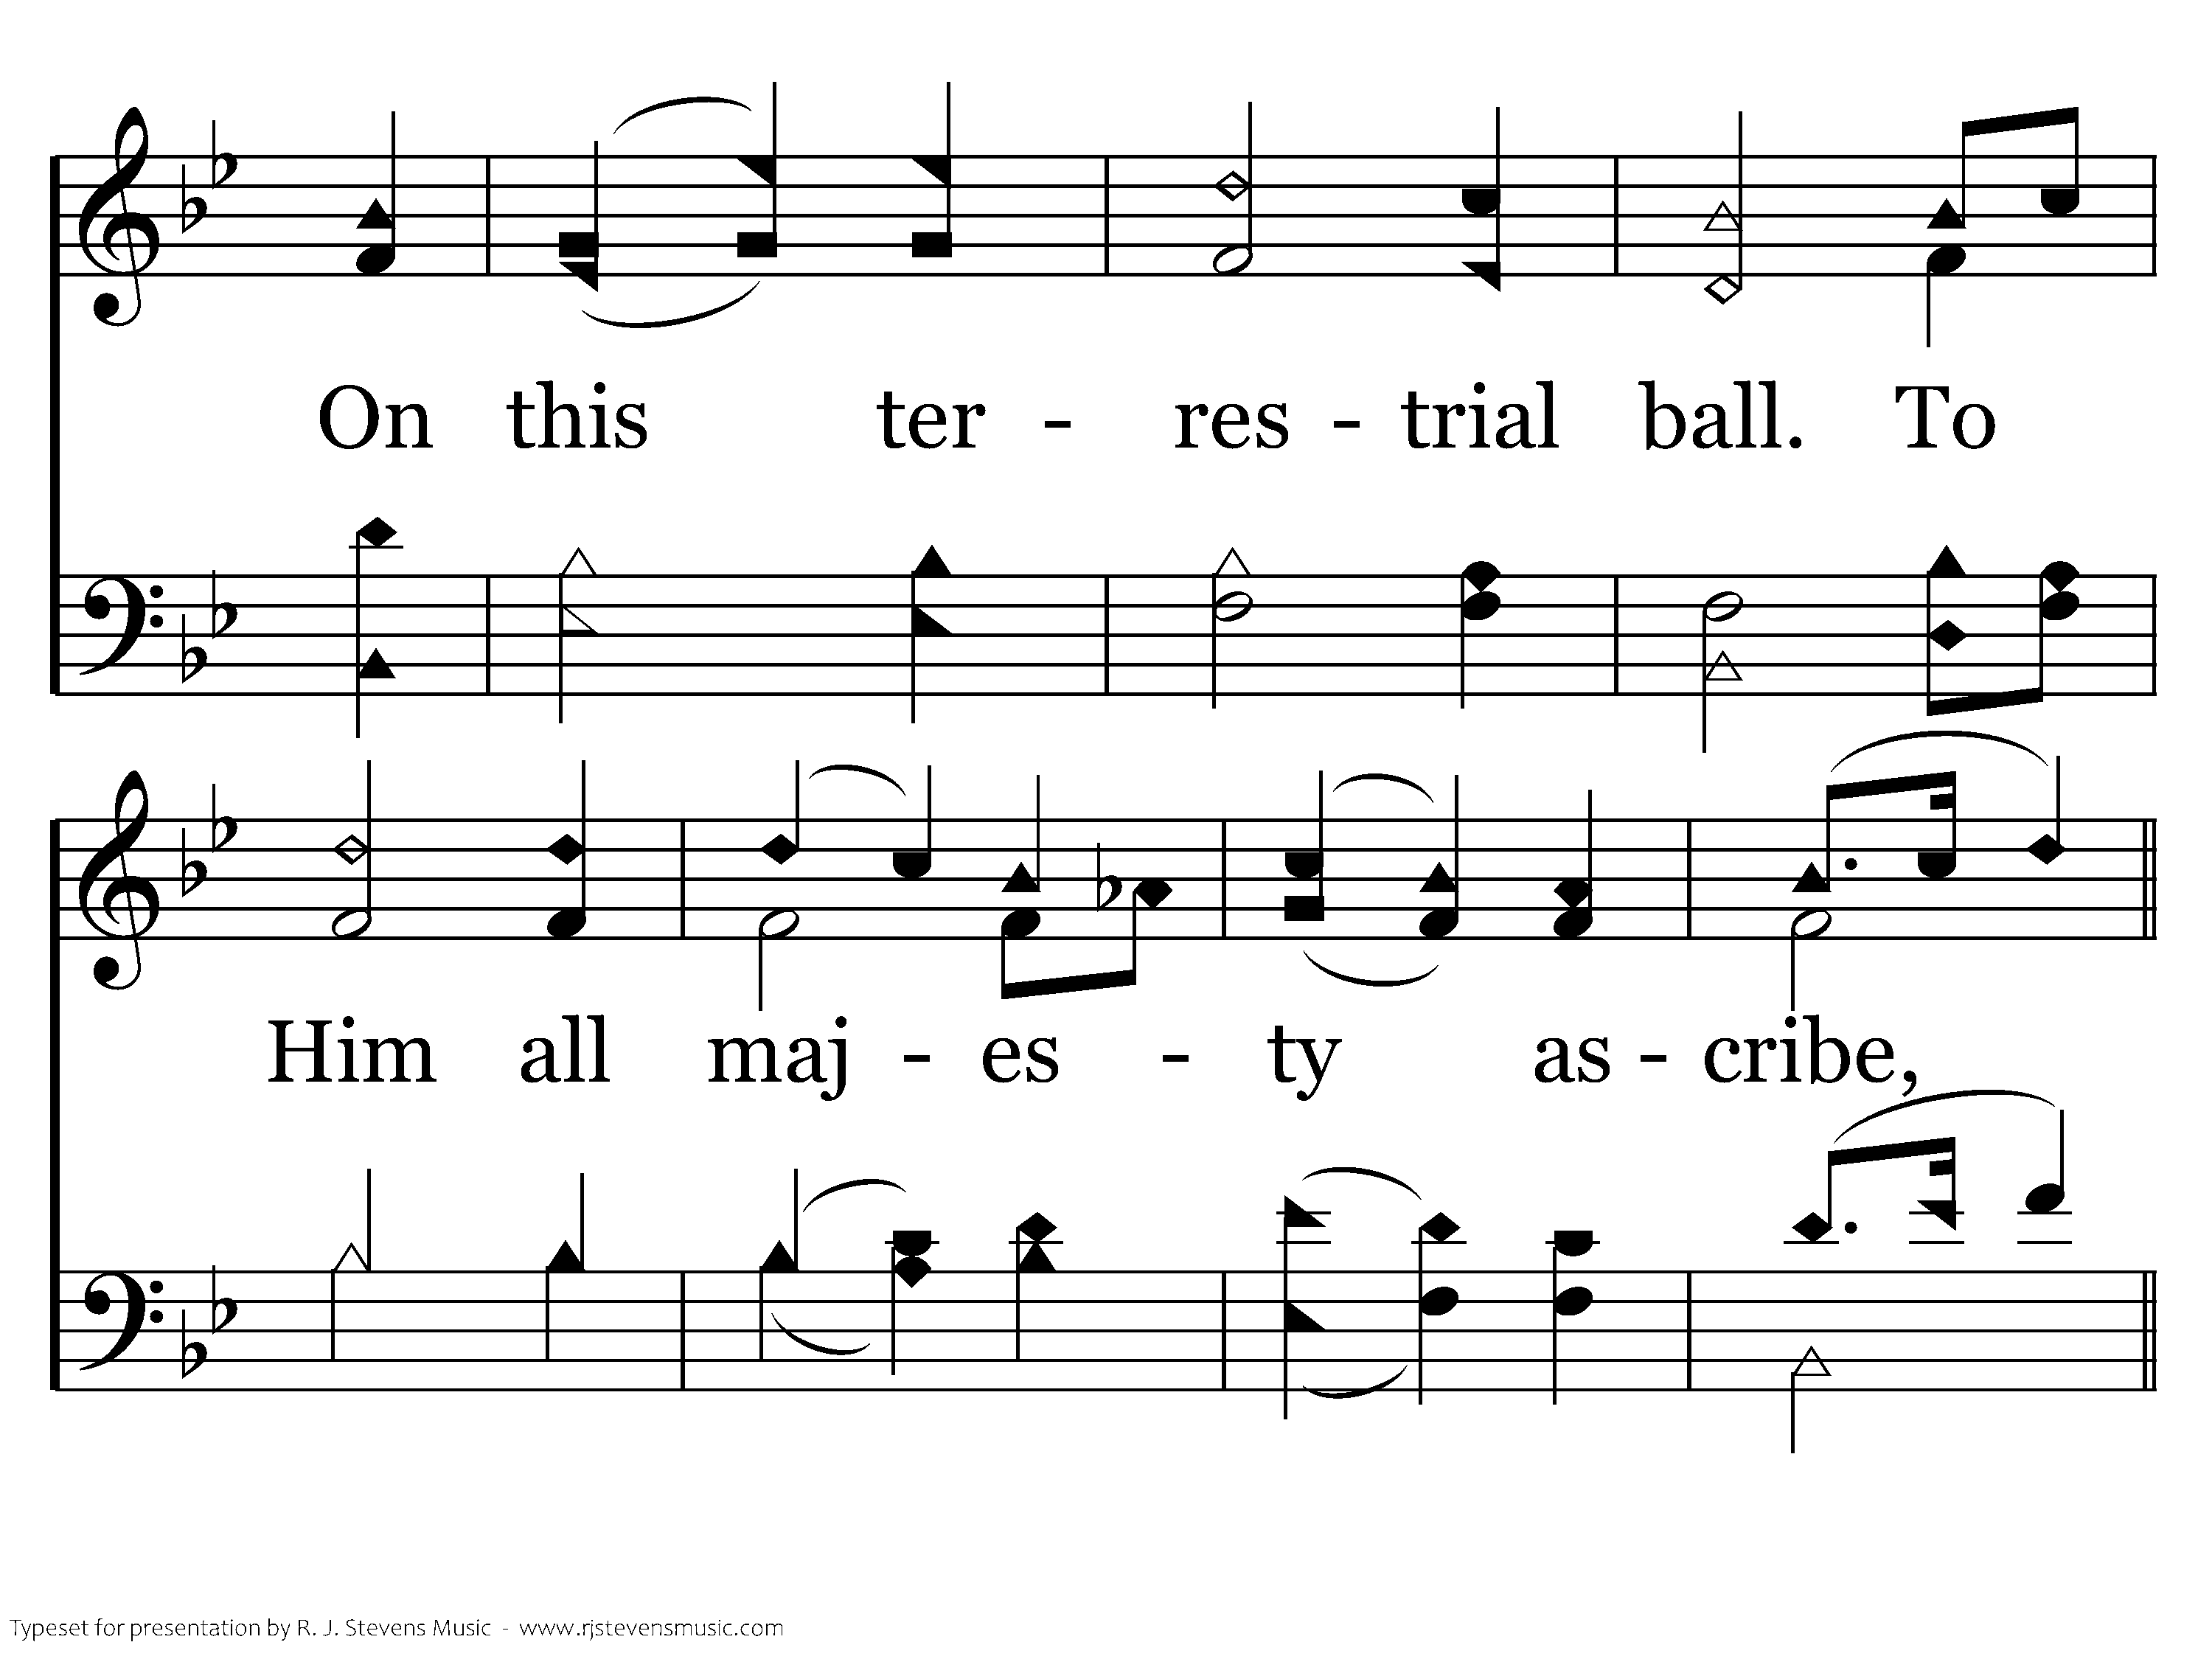 On this ter - res - trial ball. To
Him all maj - es - ty as - cribe,
Typeset for presentation by R. J. Stevens Music - www.rjstevensmusic.com